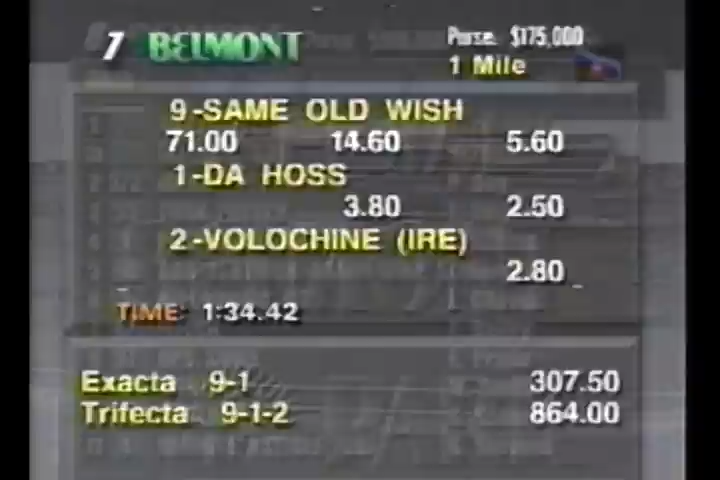 7 BELMONT Purse. $175,000
1 Mile
9-SAME OLD WISH
71.00 14.60 5.60
1-DA HOSS
3.80 2.50
2-VOLOCHINE (IRE)
2.80
TIME: 1:34.42
Exacta 9-1 307.50
Trifecta 9-1-2 864.00